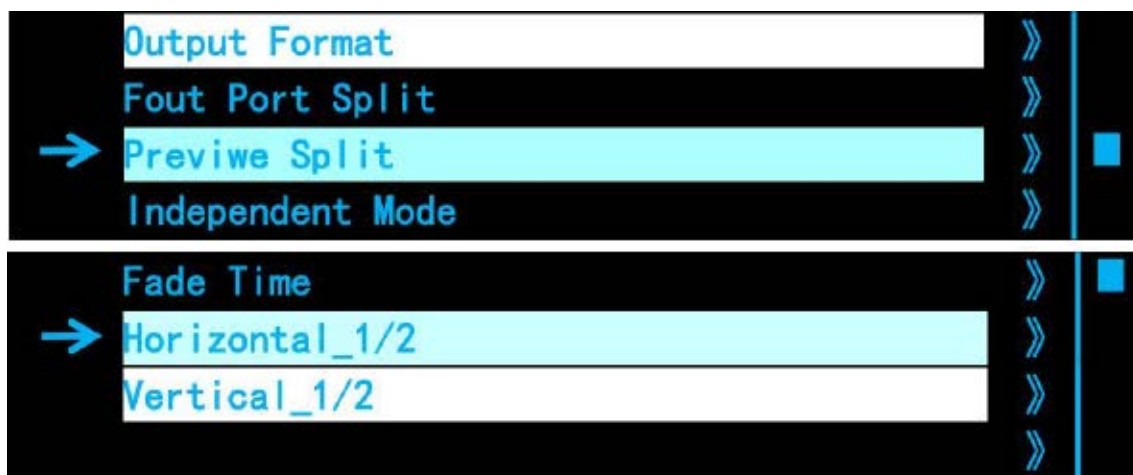 Output Format 》
Fout Port Split 》
→ Previwe Split 》
Independent Mode 》
Fade Time 》
→ Horizontal_1/2 》
Vertical_1/2 》
》